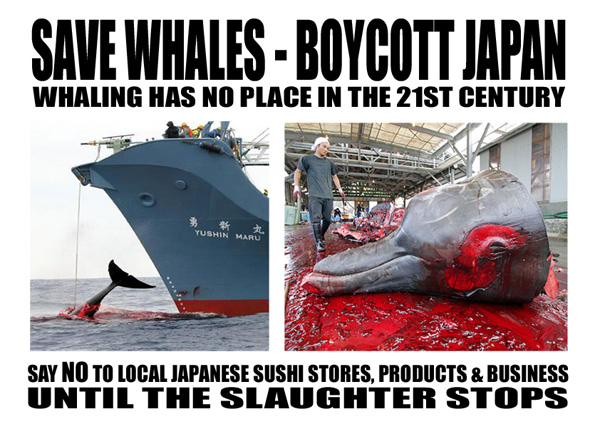 SAVE WHALES - BOYCOTT JAPAN
WHALING HAS NO PLACE IN THE 21ST CENTURY
勇新丸
YUSHIN MARU
SAY NO TO LOCAL JAPANESE SUSHI STORES, PRODUCTS & BUSINESS
UNTIL THE SLAUGHTER STOPS